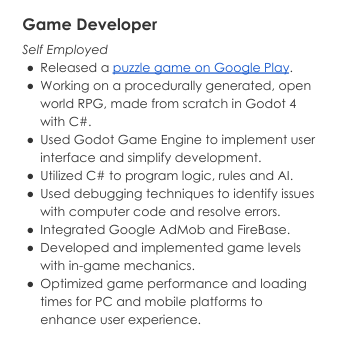 Game Developer
Self Employed
● Released a puzzle game on Google Play.
● Working on a procedurally generated, open
world RPG, made from scratch in Godot 4
with C#.
● Used Godot Game Engine to implement user
interface and simplify development.
● Utilized C# to program logic, rules and AI.
● Used debugging techniques to identify issues
with computer code and resolve errors.
● Integrated Google AdMob and FireBase.
● Developed and implemented game levels
with in-game mechanics.
● Optimized game performance and loading
times for PC and mobile platforms to
enhance user experience.